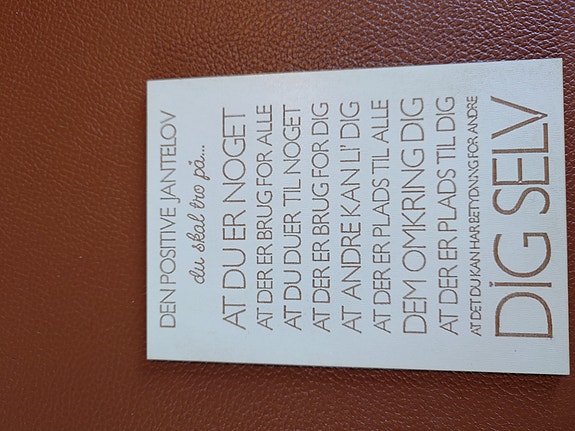 DEN POSITIVE JANTELOV
du skal tro på...
AT DU ER NOGET
AT DER ER BRUG FOR ALLE
AT DU DUER TIL NOGET
AT DER ER BRUG FOR DIG
AT ANDRE KAN LI' DIG
AT DER ER PLADS TIL ALLE
DEM OMKRING DIG
AT DER ER PLADS TIL DIG
AT DET DU KAN HAR BETYDNING FOR ANDRE
DIG SELV